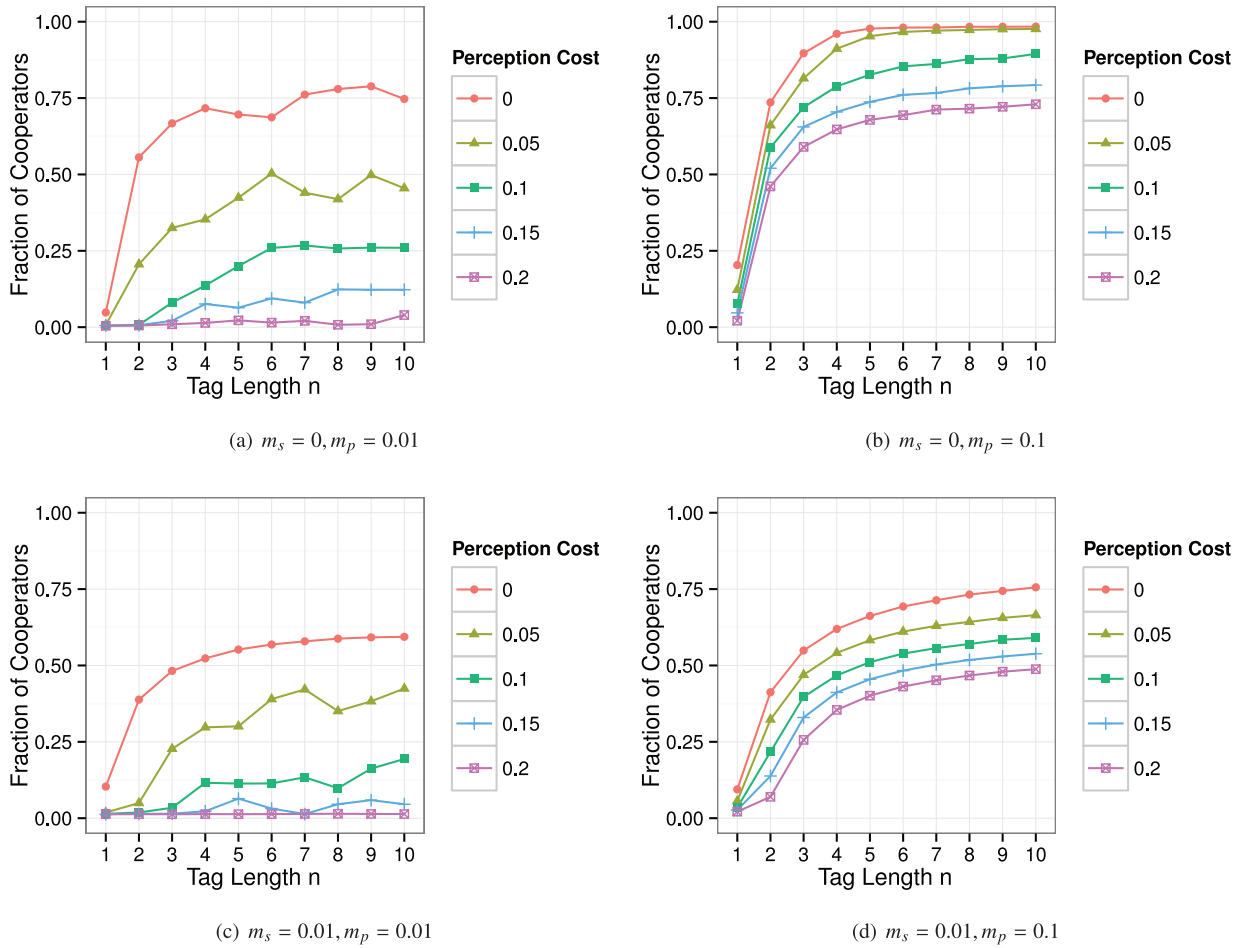 1.00
0.75
0.50
0.25
0.00
Fraction of Cooperators
1 2 3 4 5 6 7 8 9 10
Tag Length n
Perception Cost
0
0.05
0.1
0.15
0.2
(a) m_s = 0, m_p = 0.01
1.00
0.75
0.50
0.25
0.00
Fraction of Cooperators
1 2 3 4 5 6 7 8 9 10
Tag Length n
Perception Cost
0
0.05
0.1
0.15
0.2
(b) m_s = 0, m_p = 0.1
1.00
0.75
0.50
0.25
0.00
Fraction of Cooperators
1 2 3 4 5 6 7 8 9 10
Tag Length n
Perception Cost
0
0.05
0.1
0.15
0.2
(c) m_s = 0.01, m_p = 0.01
1.00
0.75
0.50
0.25
0.00
Fraction of Cooperators
1 2 3 4 5 6 7 8 9 10
Tag Length n
Perception Cost
0
0.05
0.1
0.15
0.2
(d) m_s = 0.01, m_p = 0.1